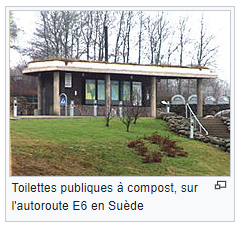 Toilettes publiques à compost, sur
l'autoroute E6 en Suède